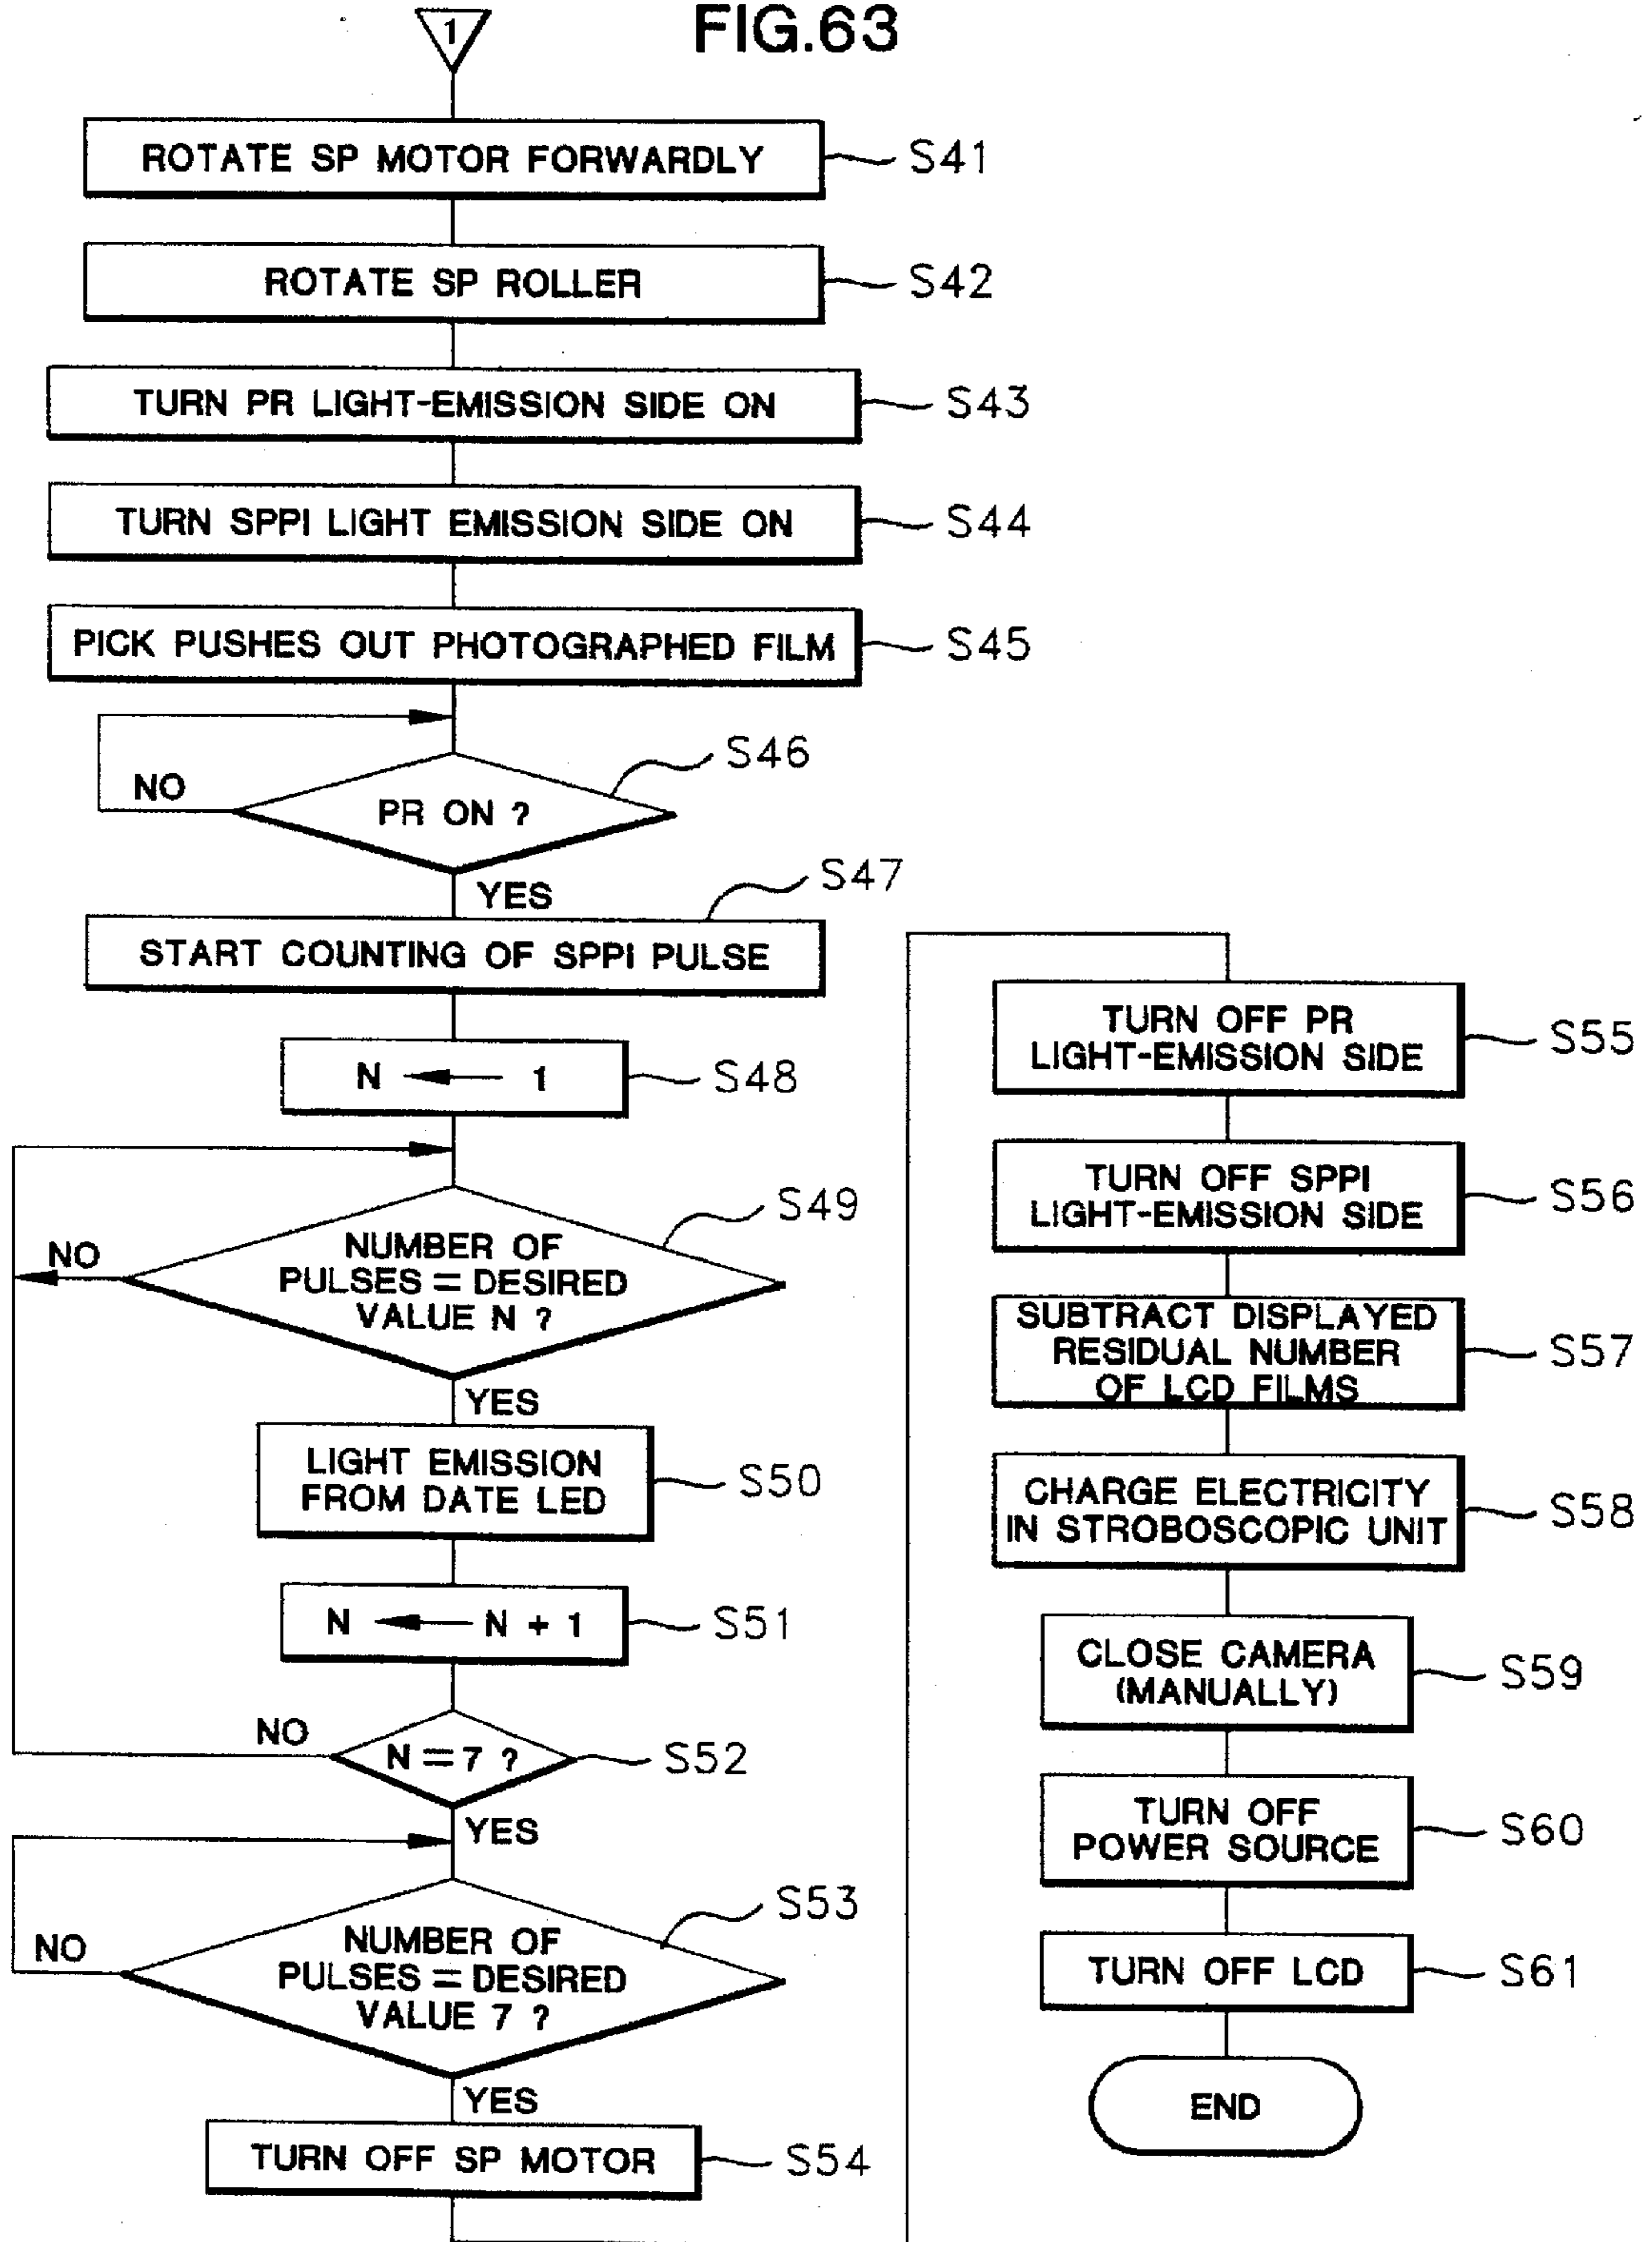 FIG.63
1
ROTATE SP MOTOR FORWARDLY
S41
ROTATE SP ROLLER
S42
TURN PR LIGHT-EMISSION SIDE ON
S43
TURN SPPI LIGHT EMISSION SIDE ON
S44
PICK PUSHES OUT PHOTOGRAPHED FILM
S45
S46
NO
PR ON ?
YES
S47
START COUNTING OF SPPI PULSE
N ← 1
S48
S49
NO
NUMBER OF
PULSES = DESIRED
VALUE N ?
YES
LIGHT EMISSION
FROM DATE LED
S50
N ← N + 1
S51
NO
N = 7 ?
S52
YES
S53
NO
NUMBER OF
PULSES = DESIRED
VALUE 7 ?
YES
TURN OFF SP MOTOR
S54
TURN OFF PR
LIGHT-EMISSION SIDE
S55
TURN OFF SPPI
LIGHT-EMISSION SIDE
S56
SUBTRACT DISPLAYED
RESIDUAL NUMBER
OF LCD FILMS
S57
CHARGE ELECTRICITY
IN STROBOSCOPIC UNIT
S58
CLOSE CAMERA
(MANUALLY)
S59
TURN OFF
POWER SOURCE
S60
TURN OFF LCD
S61
END